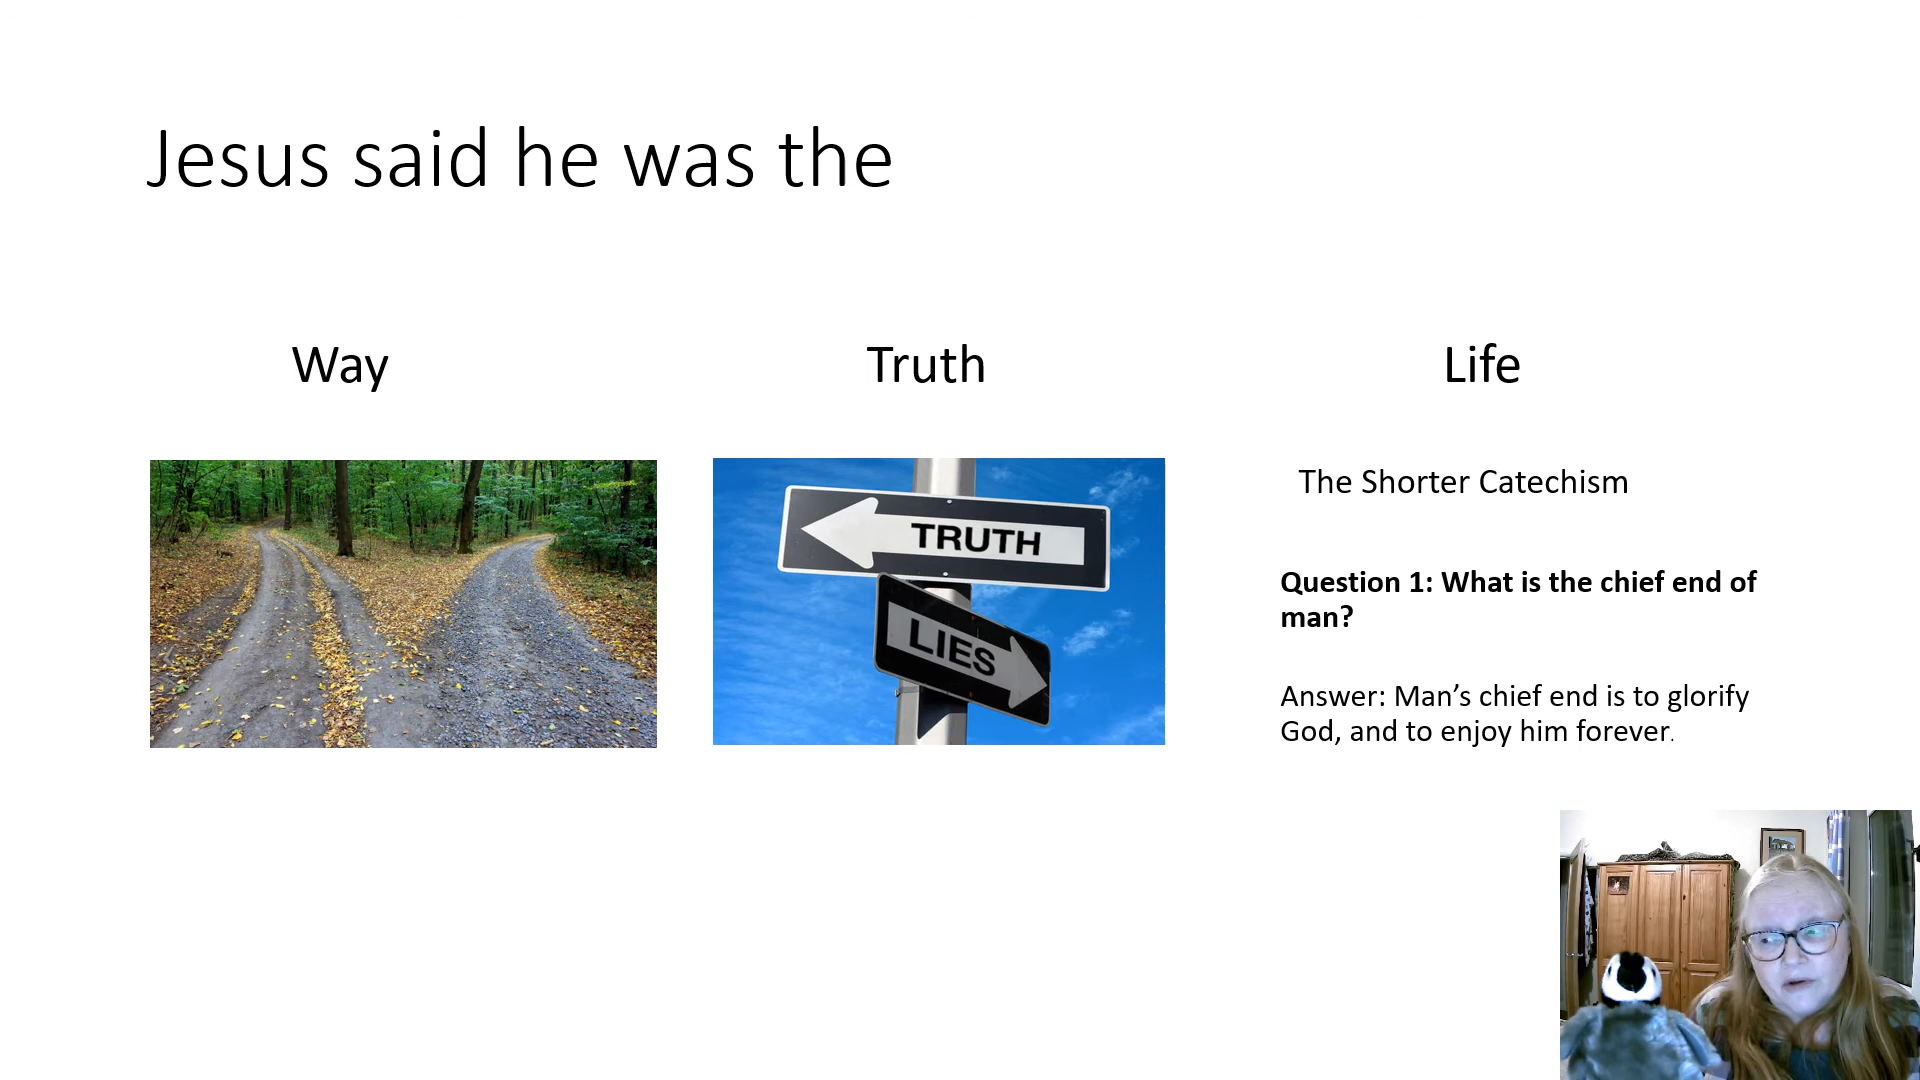 Jesus said he was the
Way
Truth
Life
TRUTH
LIES
The Shorter Catechism
Question 1: What is the chief end of
man?
Answer: Man’s chief end is to glorify
God, and to enjoy him forever.